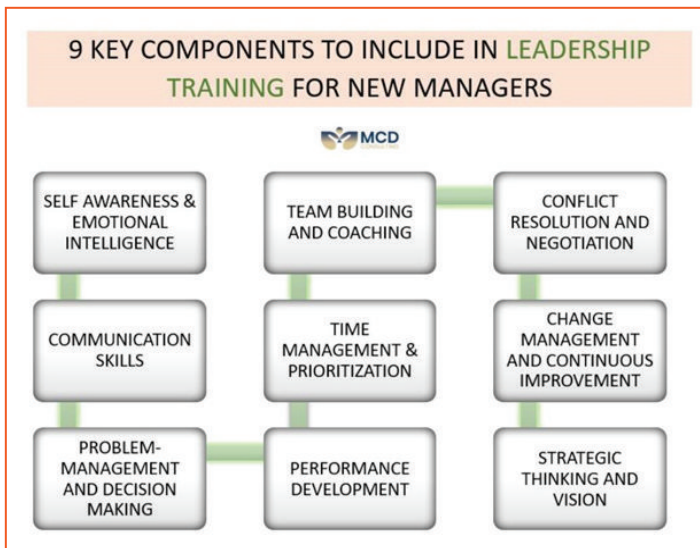 9 KEY COMPONENTS TO INCLUDE IN LEADERSHIP
TRAINING FOR NEW MANAGERS
MCD
CONSULTING
SELF AWARENESS &
EMOTIONAL
INTELLIGENCE
COMMUNICATION
SKILLS
PROBLEM-
MANAGEMENT
AND DECISION
MAKING
PERFORMANCE
DEVELOPMENT
TIME
MANAGEMENT &
PRIORITIZATION
TEAM BUILDING
AND COACHING
CONFLICT
RESOLUTION AND
NEGOTIATION
CHANGE
MANAGEMENT
AND CONTINUOUS
IMPROVEMENT
STRATEGIC
THINKING AND
VISION